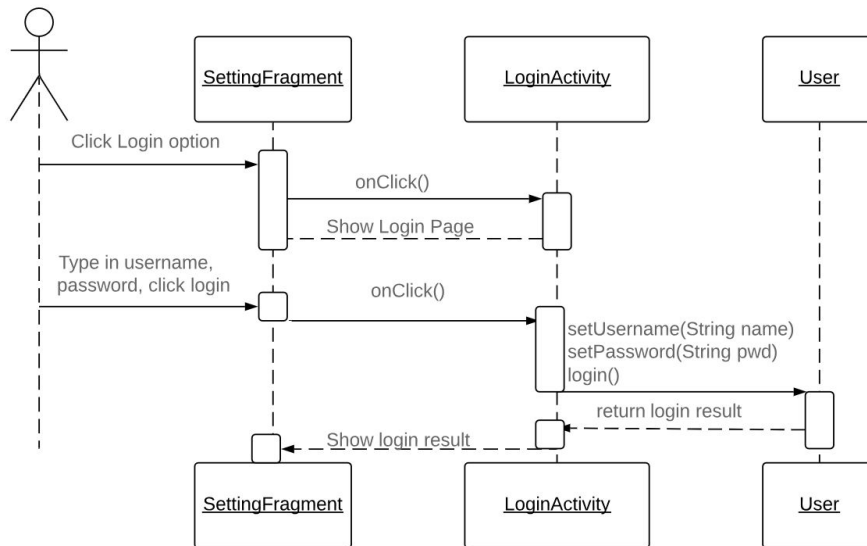 SettingFragment
LoginActivity
User
Click Login option
onClick()
Show Login Page
Type in username,
password, click login
onClick()
setUsername(String name)
setPassword(String pwd)
login()
return login result
Show login result
SettingFragment
LoginActivity
User